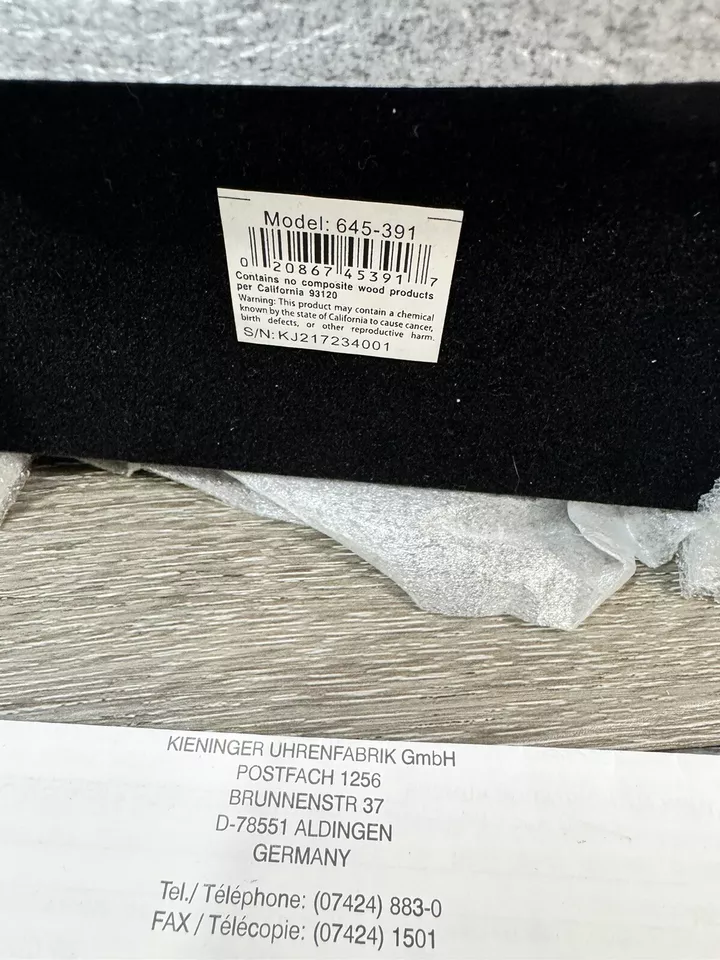 Model: 645-391
0 20867 45391 7
Contains no composite wood products
per California 93120
Warning: This product may contain a chemical
known by the state of California to cause cancer,
birth defects, or other reproductive harm.
S/N: KJ217234001
KIENINGER UHRENFABRIK GmbH
POSTFACH 1256
BRUNNENSTR 37
D-78551 ALDINGEN
GERMANY
Tel./ Téléphone: (07424) 883-0
FAX / Télécopie: (07424) 1501